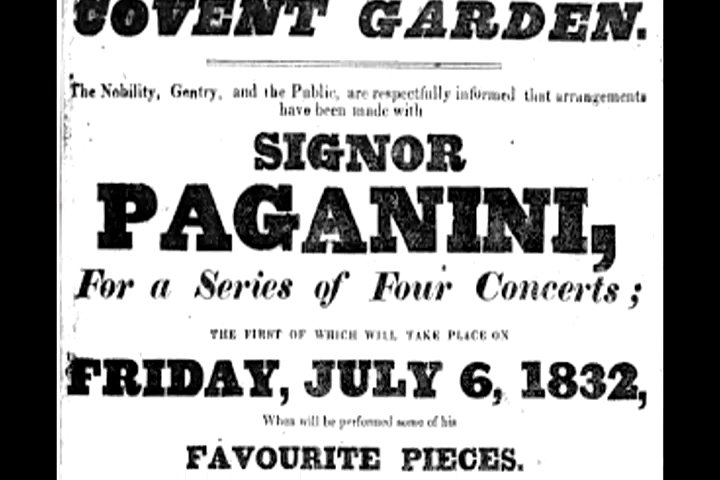 COVENT GARDEN.
The Nobility, Gentry, and the Public, are respectfully informed that arrangements
have been made with
SIGNOR
PAGANINI,
For a Series of Four Concerts;
THE FIRST OF WHICH WILL TAKE PLACE ON
FRIDAY, JULY 6, 1832,
When will be performed some of his
FAVOURITE PIECES.